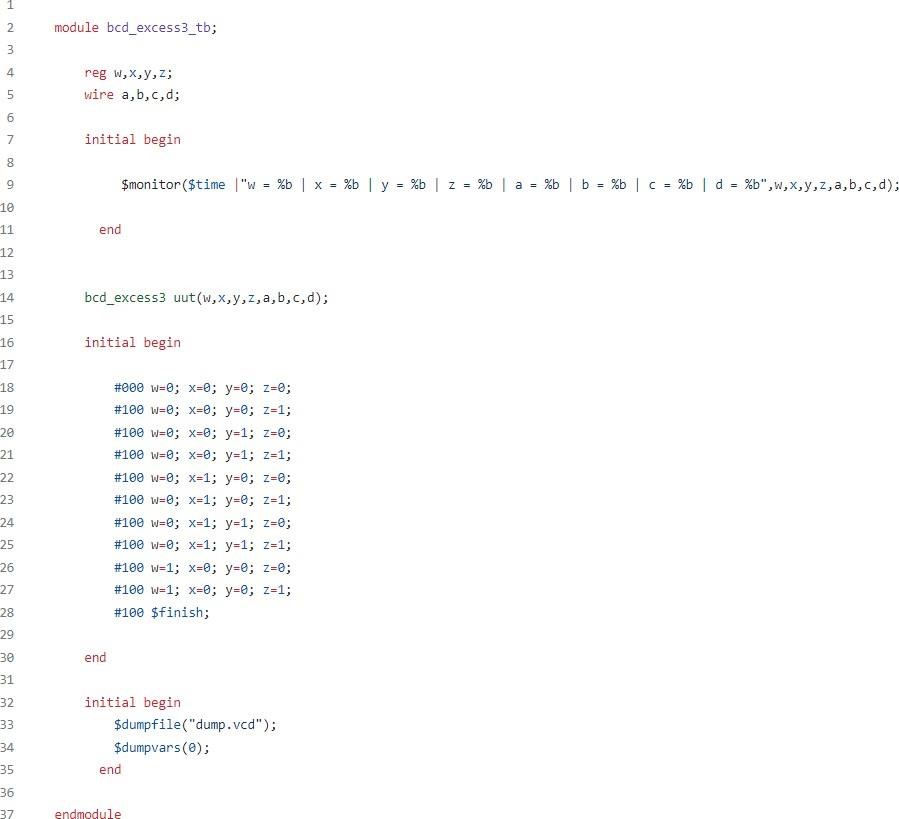 1
2 module bcd_excess3_tb;
3
4 reg w,x,y,z;
5 wire a,b,c,d;
6
7 initial begin
8
9 $monitor($time |"w = %b | x = %b | y = %b | z = %b | a = %b | b = %b | c = %b | d = %b",w,x,y,z,a,b,c,d);
10
11 end
12
13
14 bcd_excess3 uut(w,x,y,z,a,b,c,d);
15
16 initial begin
17
18 #000 w=0; x=0; y=0; z=0;
19 #100 w=0; x=0; y=0; z=1;
20 #100 w=0; x=0; y=1; z=0;
21 #100 w=0; x=0; y=1; z=1;
22 #100 w=0; x=1; y=0; z=0;
23 #100 w=0; x=1; y=0; z=1;
24 #100 w=0; x=1; y=1; z=0;
25 #100 w=0; x=1; y=1; z=1;
26 #100 w=1; x=0; y=0; z=0;
27 #100 w=1; x=0; y=0; z=1;
28 #100 $finish;
29
30 end
31
32 initial begin
33 $dumpfile("dump.vcd");
34 $dumpvars(0);
35 end
36
37 endmodule